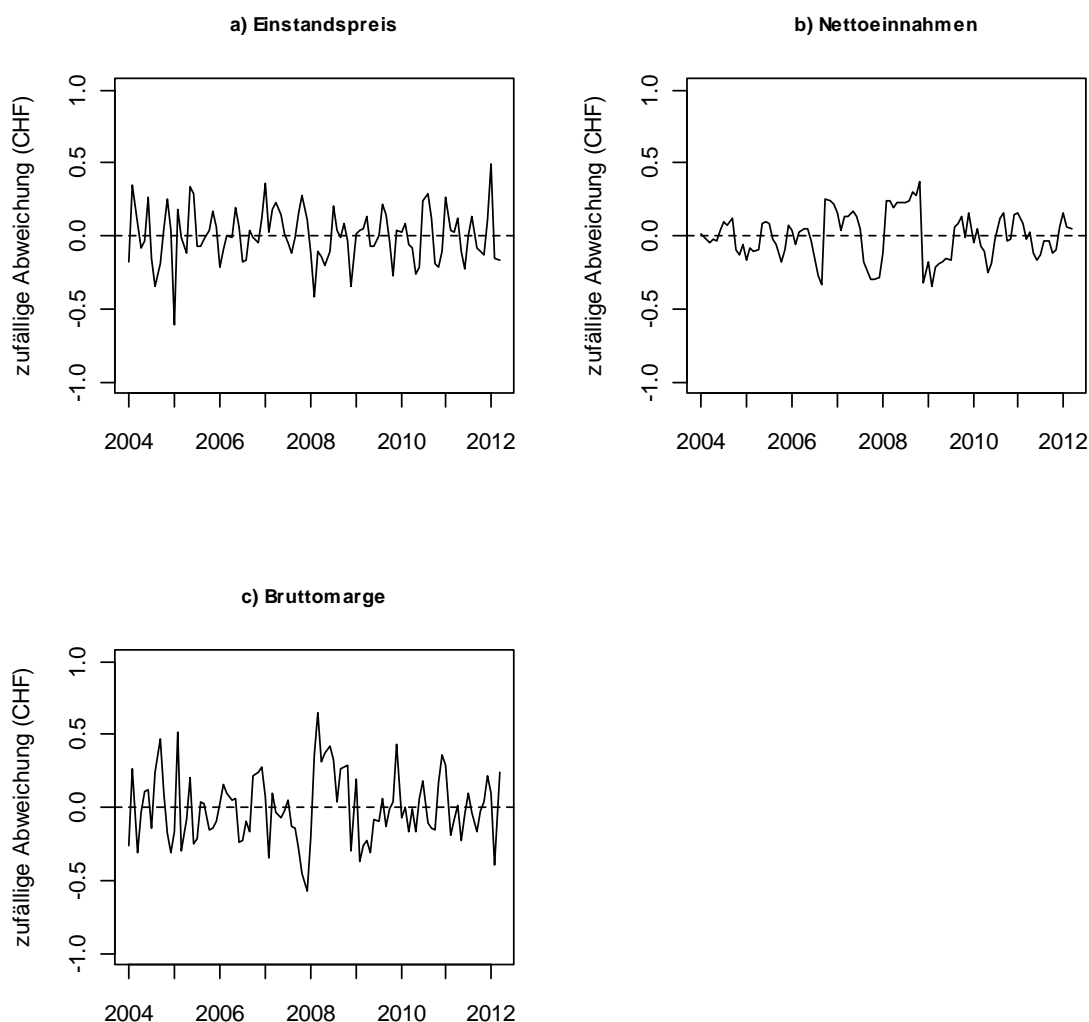 a) Einstandspreis
zufällige Abweichung (CHF)
1.0
0.5
0.0
-0.5
-1.0
2004 2006 2008 2010 2012
b) Nettoeinnahmen
zufällige Abweichung (CHF)
1.0
0.5
0.0
-0.5
-1.0
2004 2006 2008 2010 2012
c) Bruttomarge
zufällige Abweichung (CHF)
1.0
0.5
0.0
-0.5
-1.0
2004 2006 2008 2010 2012